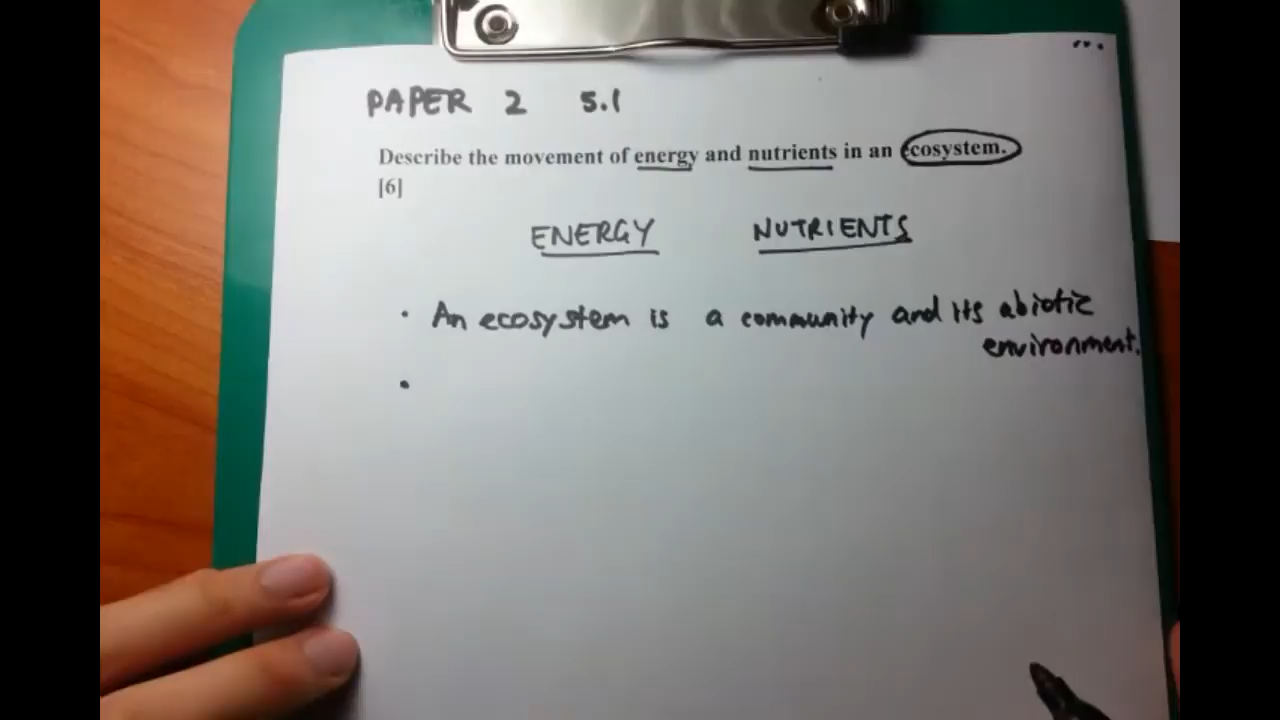 PAPER 2 5.1
Describe the movement of energy and nutrients in an ecosystem.
[6]
ENERGY NUTRIENTS
• An ecosystem is a community and its abiotic
environment.
•